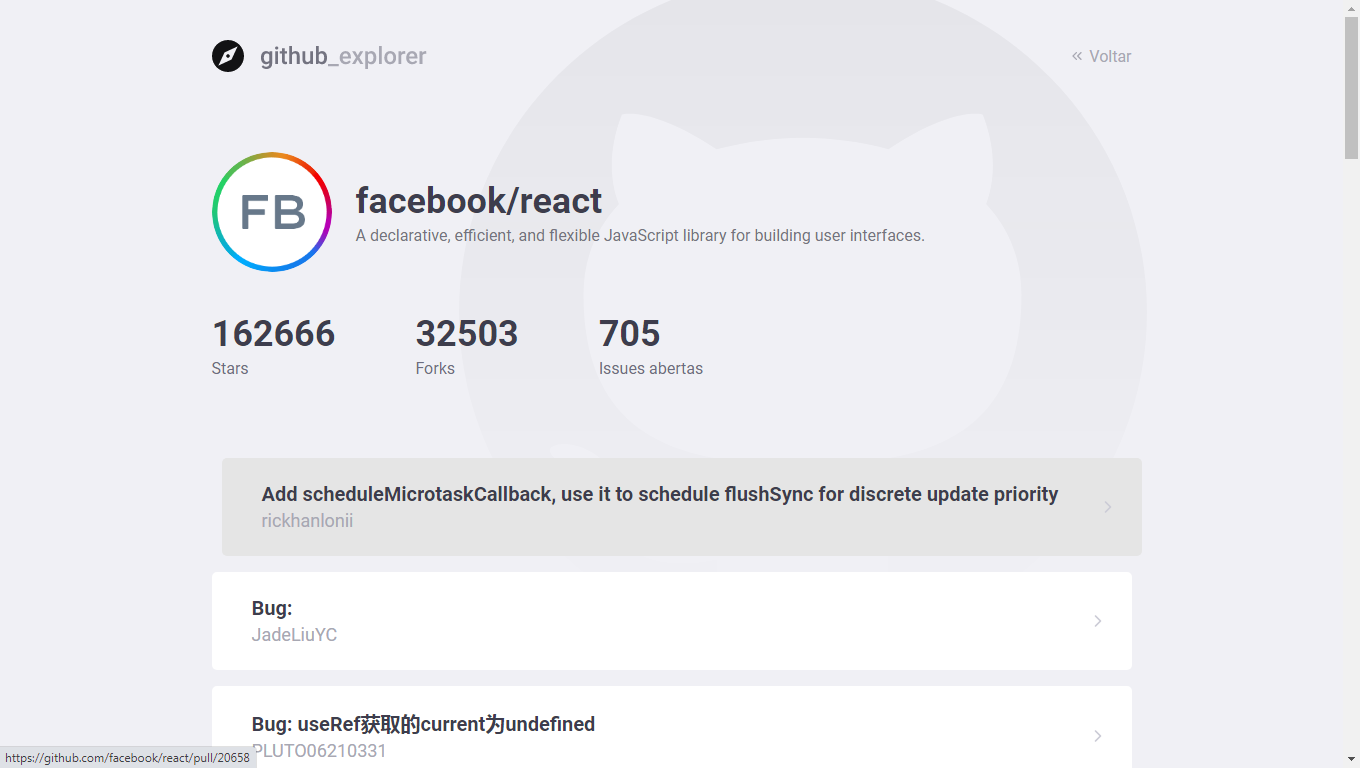 github_explorer
« Voltar
FB
facebook/react
A declarative, efficient, and flexible JavaScript library for building user interfaces.
162666 32503 705
Stars Forks Issues abertas
Add scheduleMicrotaskCallback, use it to schedule flushSync for discrete update priority
rickhanlonii
Bug:
JadeLiuYC
Bug: useRef获取的current为undefined
PLUTO06210331
https://github.com/facebook/react/pull/20658